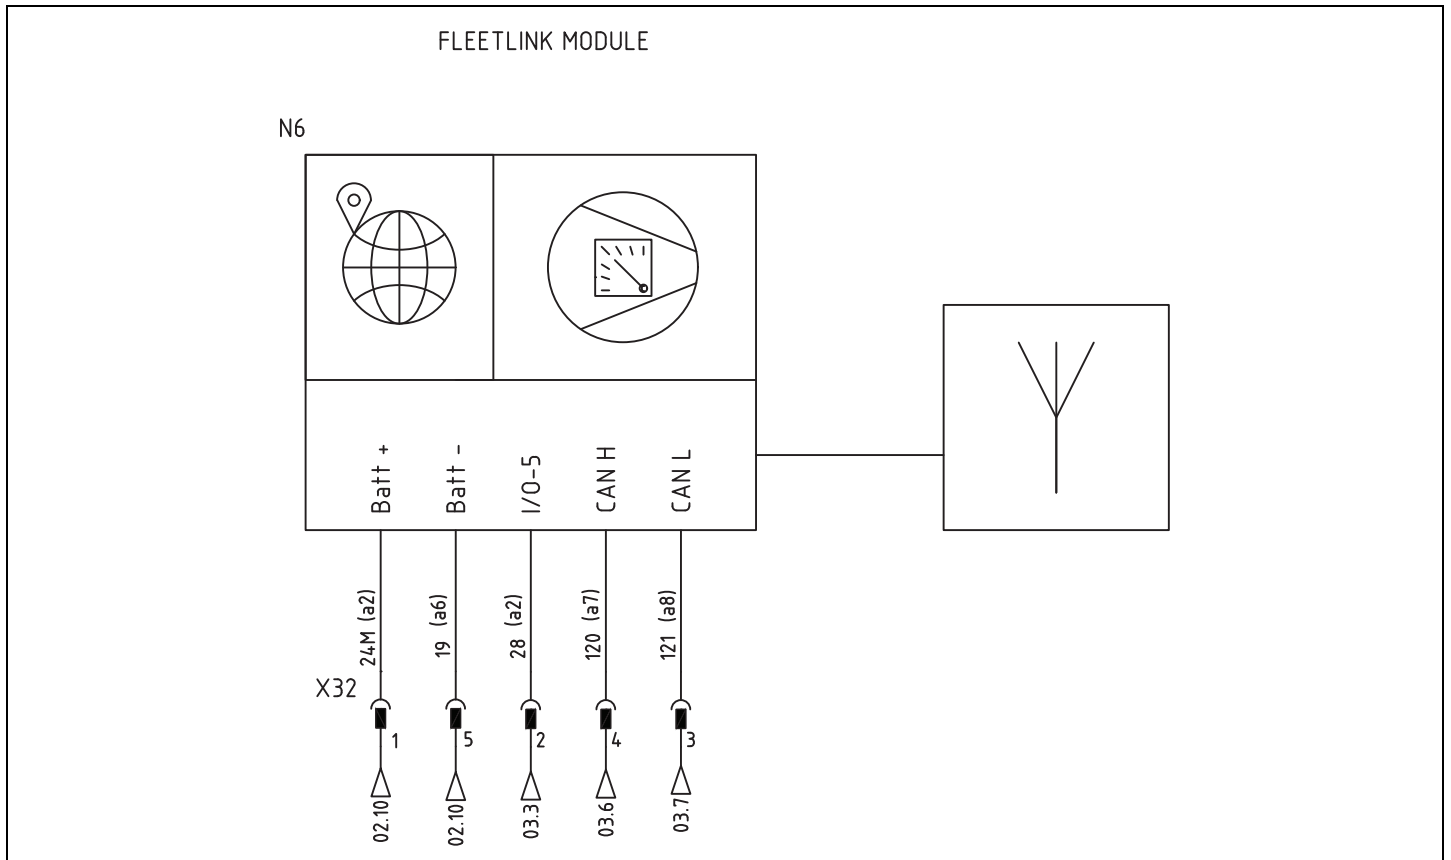 FLEETLINK MODULE
N6
Batt +
Batt -
I/O-5
CAN H
CAN L
24M (a2)
19 (a6)
28 (a2)
120 (a7)
121 (a8)
X32
1
5
2
4
3
02.10
02.10
03.3
03.6
03.7